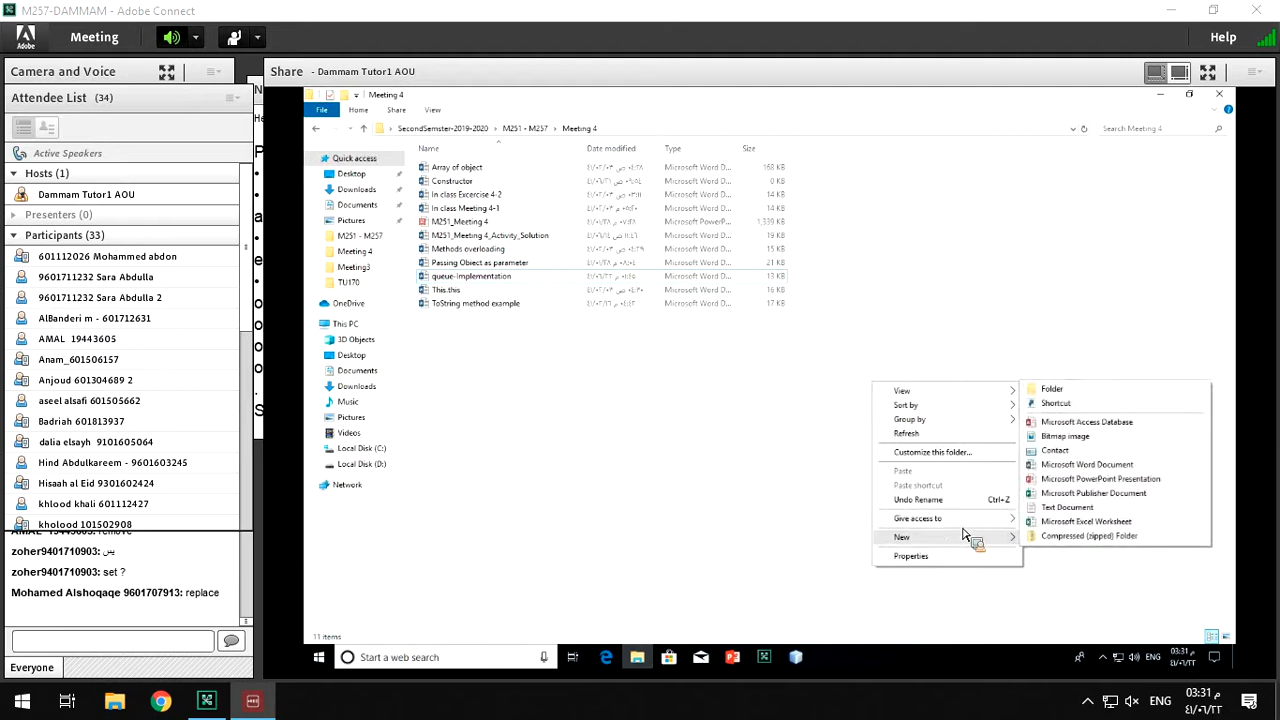 M257-DAMMAM - Adobe Connect
Adobe
Meeting
Help
Camera and Voice
Attendee List (34)
Active Speakers
Hosts (1)
Dammam Tutor1 AOU
Presenters (0)
Participants (33)
601112026 Mohammed abdon
9601711232 Sara Abdulla
9601711232 Sara Abdulla 2
AlBanderi m - 601712631
AMAL 19443605
Anam_601506157
Anjoud 601304689 2
aseel alsafi 601505662
Badriah 601813937
dalia elsayh 9101605064
Hind Abdulkareem - 9601603245
Hisaah al Eid 9301602424
khlood khali 601112427
kholood 101502908
zoher9401710903: بس
zoher9401710903: set ?
Mohamed Alshoqaqe 9601707913: replace
Everyone
Share - Dammam Tutor1 AOU
Meeting 4
File Home Share View
SecondSemster-2019-2020 > M251 - M257 > Meeting 4
Search Meeting 4
Quick access
Desktop
Downloads
Documents
Pictures
M251 - M257
Meeting 4
Meeting3
TU170
OneDrive
This PC
3D Objects
Desktop
Documents
Downloads
Music
Pictures
Videos
Local Disk (C:)
Local Disk (D:)
Network
Name Date modified Type Size
Array of object Microsoft Word D... 168 KB
Constructor Microsoft Word D... 0 KB
In class Excercise 4-2 Microsoft Word D... 14 KB
In class Meeting 4-1 Microsoft Word D... 14 KB
M251_Meeting 4 Microsoft PowerP... 1,339 KB
M251_Meeting 4_Activity_Solution Microsoft Word D... 19 KB
Methods overloading Microsoft Word D... 15 KB
Passing Object as parameter Microsoft Word D... 14 KB
queue-Implementation Microsoft Word D... 13 KB
This.this Microsoft Word D... 16 KB
ToString method example Microsoft Word D... 17 KB
View
Sort by
Group by
Refresh
Customize this folder...
Paste
Paste shortcut
Undo Rename Ctrl+Z
Give access to
New
Properties
Folder
Shortcut
Microsoft Access Database
Bitmap image
Contact
Microsoft Word Document
Microsoft PowerPoint Presentation
Microsoft Publisher Document
Text Document
Microsoft Excel Worksheet
Compressed (zipped) Folder
11 items
Start a web search
ENG
03:31 م
ENG
03:31 م